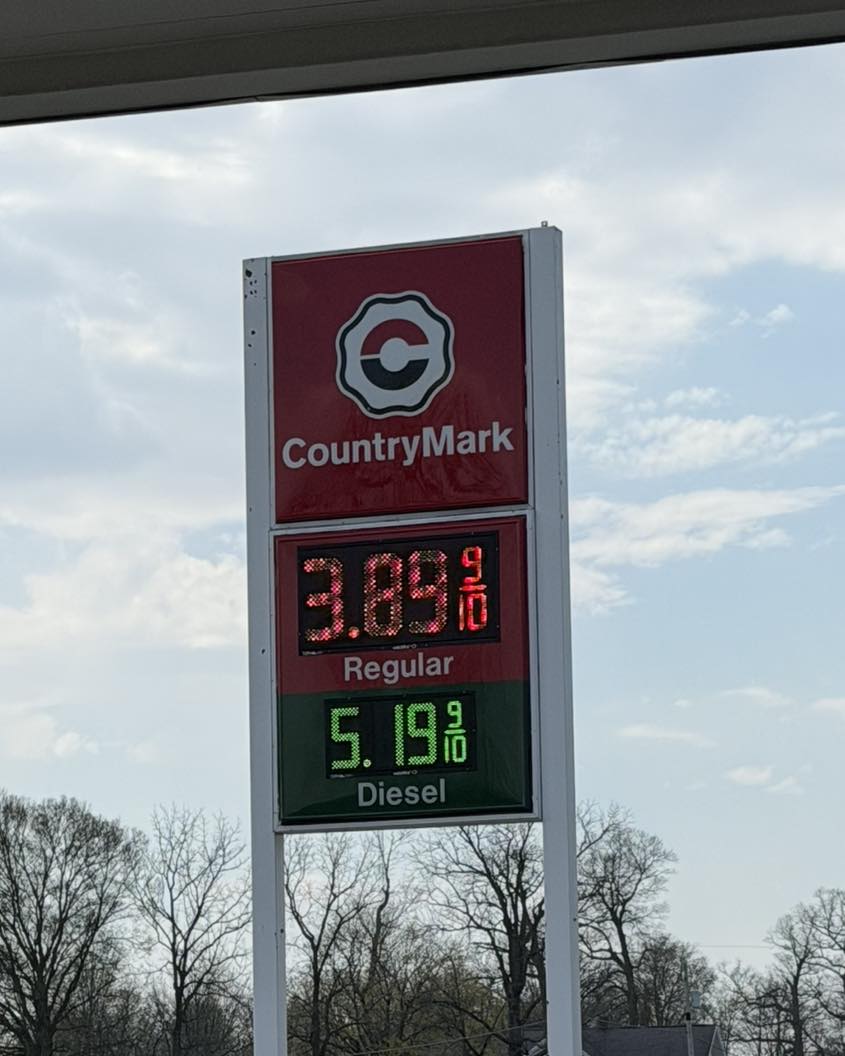 CountryMark
3.89 9/10
Regular
5.19 9/10
Diesel